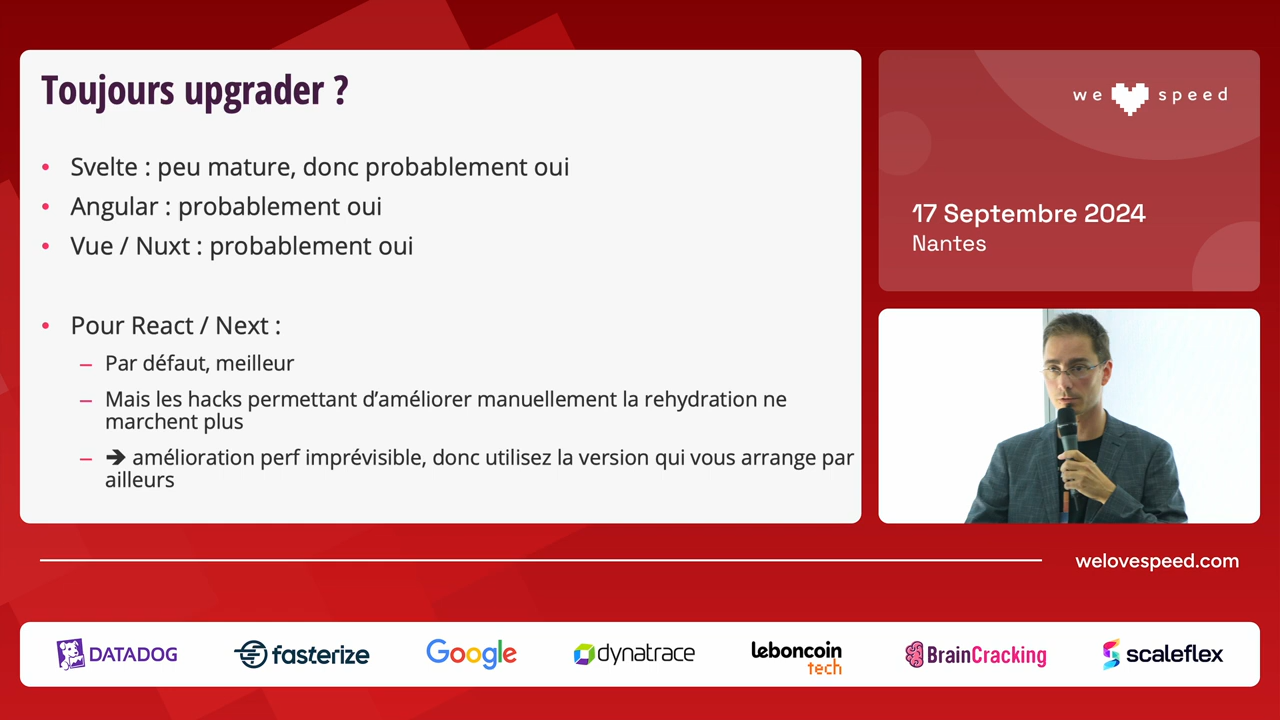 Toujours upgrader ?
• Svelte : peu mature, donc probablement oui
• Angular : probablement oui
• Vue / Nuxt : probablement oui
• Pour React / Next :
– Par défaut, meilleur
– Mais les hacks permettant d’améliorer manuellement la rehydration ne
marchent plus
– ➔ amélioration perf imprévisible, donc utilisez la version qui vous arrange par
ailleurs
we speed
17 Septembre 2024
Nantes
welovespeed.com
DATADOG
fasterize
Google
dynatrace
leboncoin
tech
BrainCracking
scaleflex